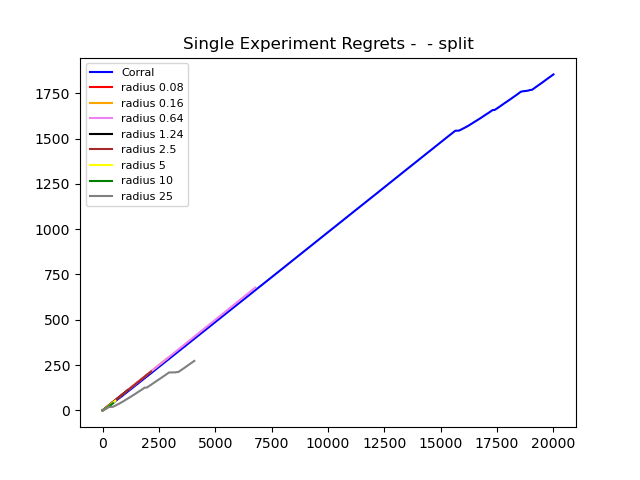 Single Experiment Regrets -  - split
Corral
radius 0.08
radius 0.16
radius 0.64
radius 1.24
radius 2.5
radius 5
radius 10
radius 25
1750
1500
1250
1000
750
500
250
0
0 2500 5000 7500 10000 12500 15000 17500 20000